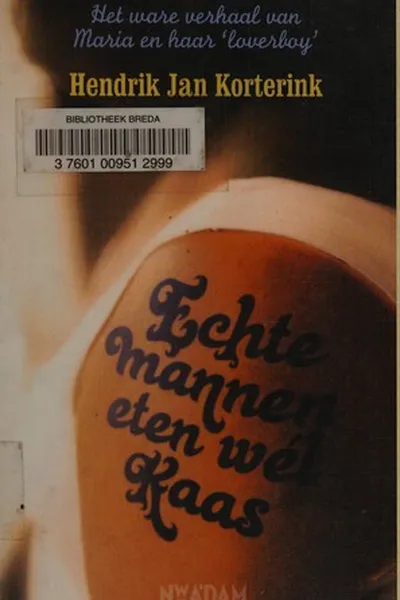 Het ware verhaal van
Maria en haar 'loverboy'
Hendrik Jan Korterink
BIBLIOTHEEK BREDA
3 7601 00951 2999
Echte
mannen
eten wél
Kaas
NW A'DAM